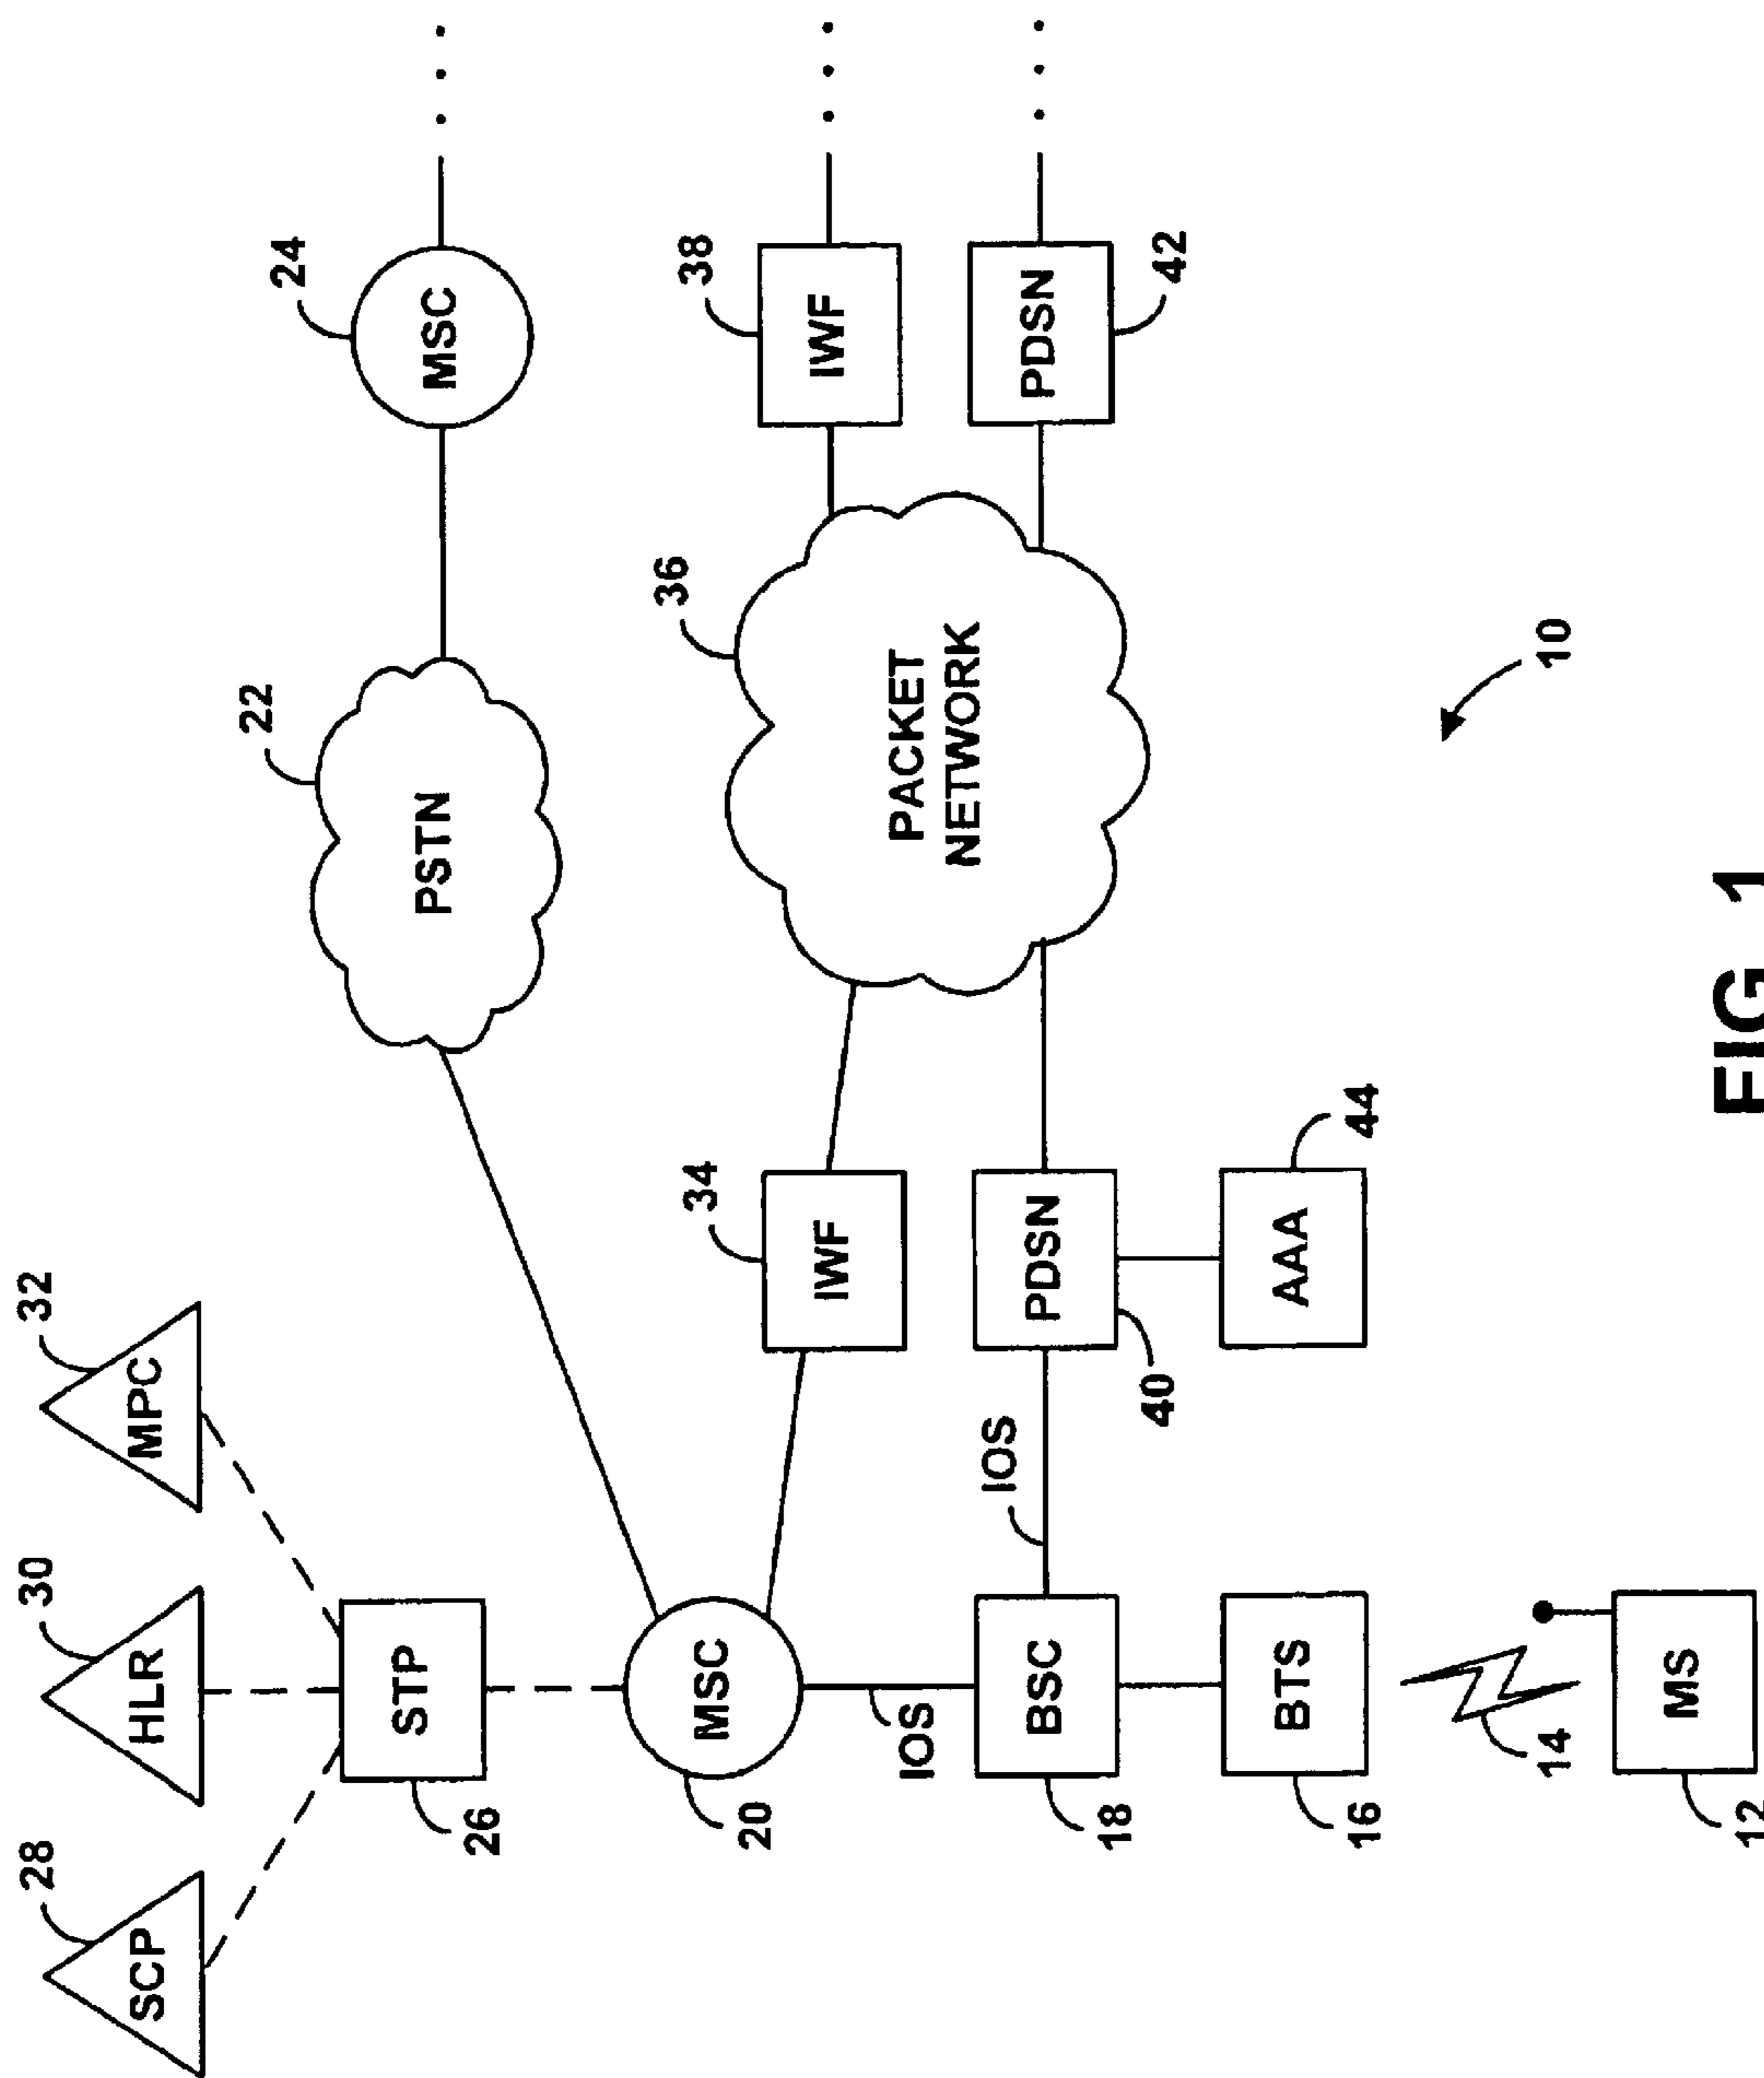 28
SCP
30
HLR
32
MPC
STP
26
22
PSTN
24
MSC
MSC
20
34
IWF
36
PACKET
NETWORK
38
IWF
IOS
IOS
BSC
18
PDSN
40
PDSN
42
BTS
16
AAA
44
14
10
MS
12
FIG. 1